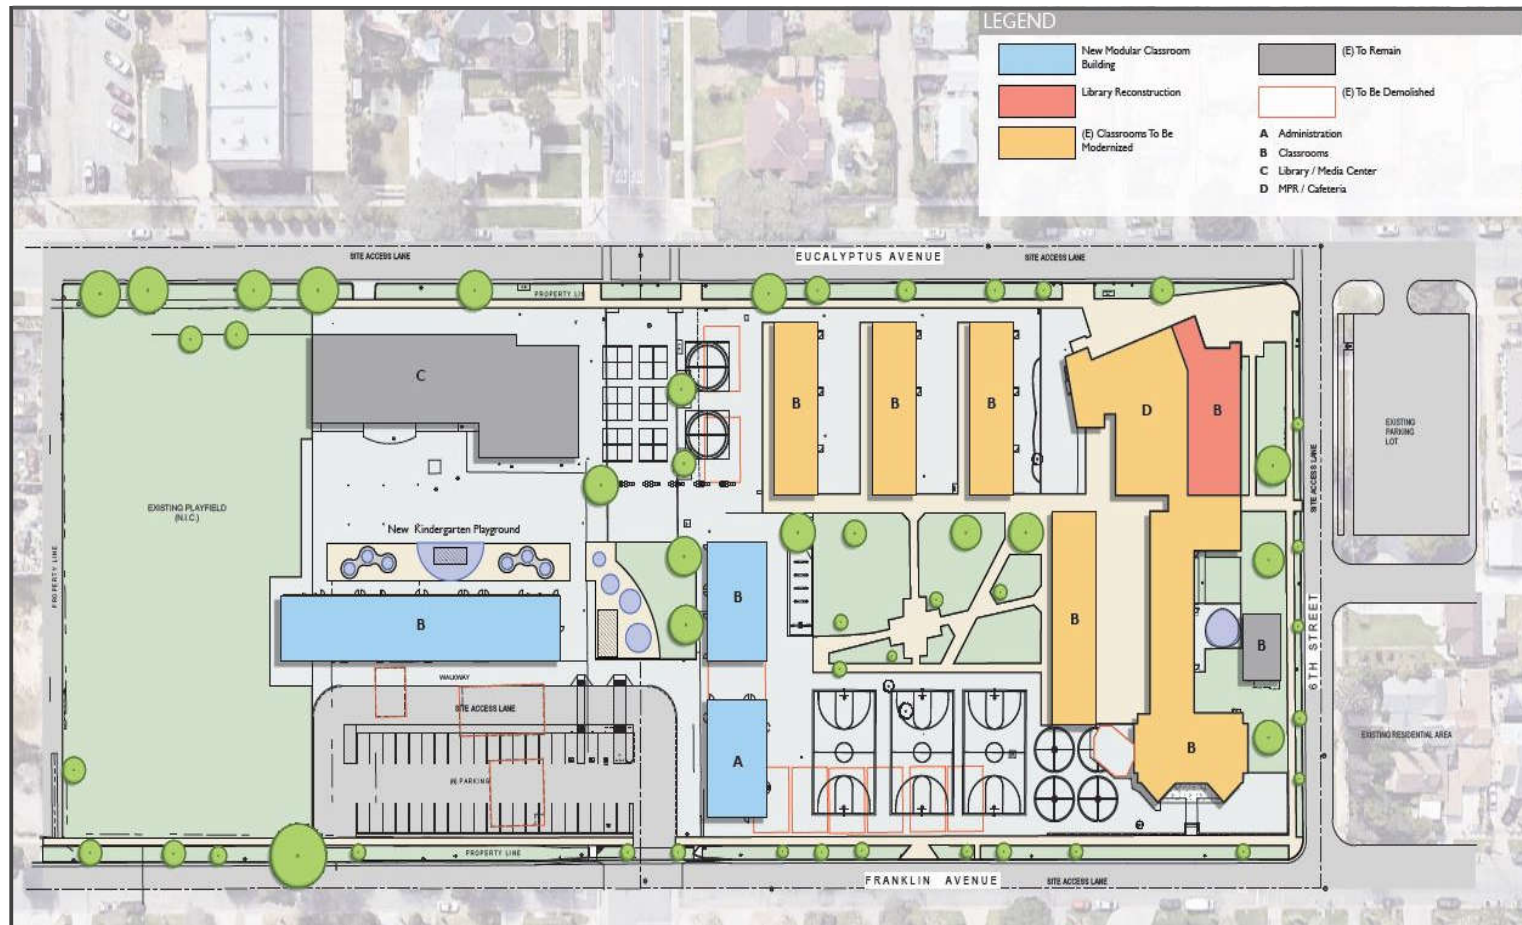 LEGEND
New Modular Classroom
Building
Library Reconstruction
(E) Classrooms To Be
Modernized
(E) To Remain
(E) To Be Demolished
A Administration
B Classrooms
C Library / Media Center
D MPR / Cafeteria
SITE ACCESS LANE
EUCALYPTUS AVENUE
SITE ACCESS LANE
PROPERTY LI
C
B
B
B
D
B
EXISTING
PARKING
LOT
SITE ACCESS LANE
EXISTING PLAYFIELD
(N.I.C.)
New Kindergarten Playground
PROPERTY LINE
B
B
B
B
6TH STREET
WALKWAY
SITE ACCESS LANE
PARKING
A
B
EXISTING RESIDENTIAL AREA
PROPERTY LINE
FRANKLIN AVENUE
SITE ACCESS LANE